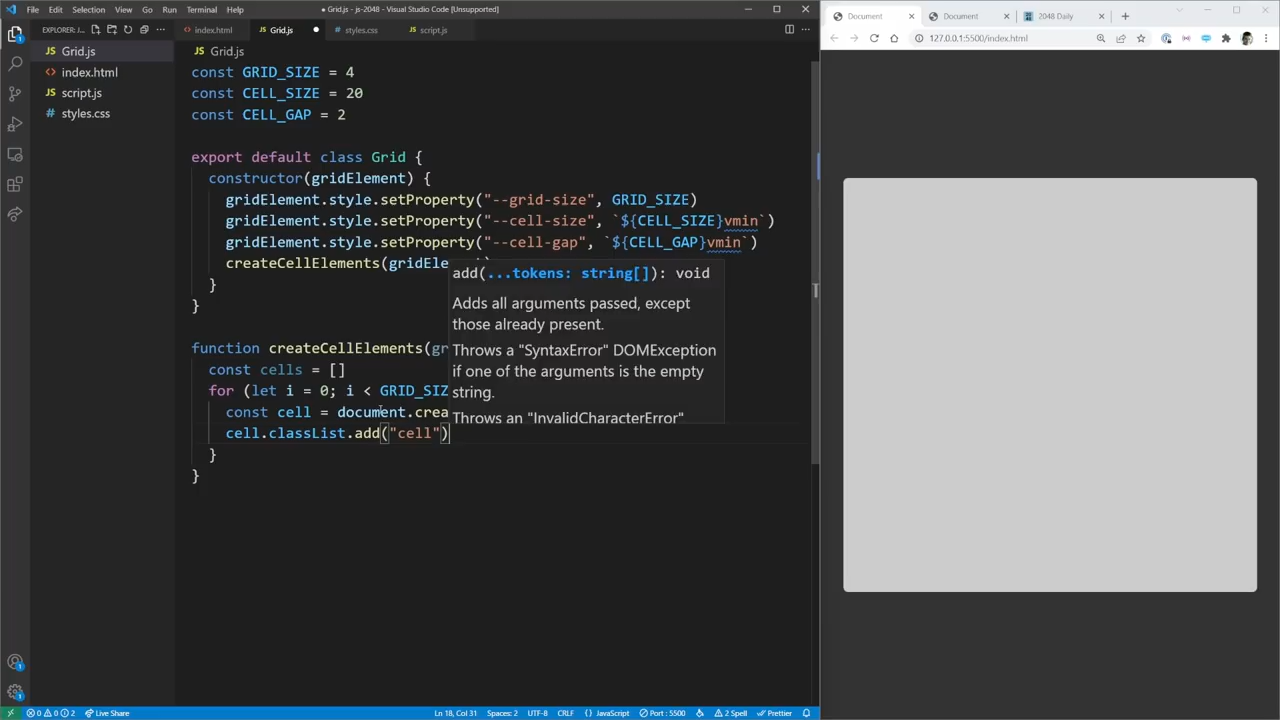 File Edit Selection View Go Run Terminal Help
Grid.js - js-2048 - Visual Studio Code [Unsupported]
EXPLORER: J...
index.html Grid.js styles.css script.js
Grid.js
index.html
script.js
styles.css
Grid.js
const GRID_SIZE = 4
const CELL_SIZE = 20
const CELL_GAP = 2
export default class Grid {
constructor(gridElement) {
gridElement.style.setProperty("--grid-size", GRID_SIZE)
gridElement.style.setProperty("--cell-size", `${CELL_SIZE}vmin`)
gridElement.style.setProperty("--cell-gap", `${CELL_GAP}vmin`)
createCellElements(gridEle
}
}
function createCellElements(gr
const cells = []
for (let i = 0; i < GRID_SIZ
const cell = document.crea
cell.classList.add("cell")
}
}
add(...tokens: string[]): void
Adds all arguments passed, except
those already present.
Throws a "SyntaxError" DOMException
if one of the arguments is the empty
string.
Throws an "InvalidCharacterError"
Document Document 2048 Daily
127.0.0.1:5500/index.html
0 0 2 Live Share
Ln 18, Col 31 Spaces: 2 UTF-8 CRLF {} JavaScript Port : 5500 2 Spell Prettier